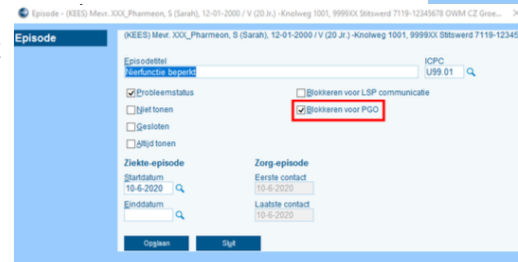 Episode - (KEES) Mevr. XXX_Pharmeon, S (Sarah), 12-01-2000 / V (20 Jr.) -Knolweg 1001, 9999XX Stitswerd 7119-12345678 OWM CZ Groe...
Episode
(KEES) Mevr. XXX_Pharmeon, S (Sarah), 12-01-2000 / V (20 Jr.) -Knolweg 1001, 9999XX Stitswerd 7119-12345
Episodetitel ICPC
Nierfunctie beperkt U99.01
Probleemstatus Blokkeren voor LSP communicatie
Niet tonen Blokkeren voor PGO
Gesloten
Altijd tonen
Ziekte-episode Zorg-episode
Startdatum Eerste contact
10-6-2020 10-6-2020
Einddatum Laatste contact
10-6-2020
Opslaan Sluit